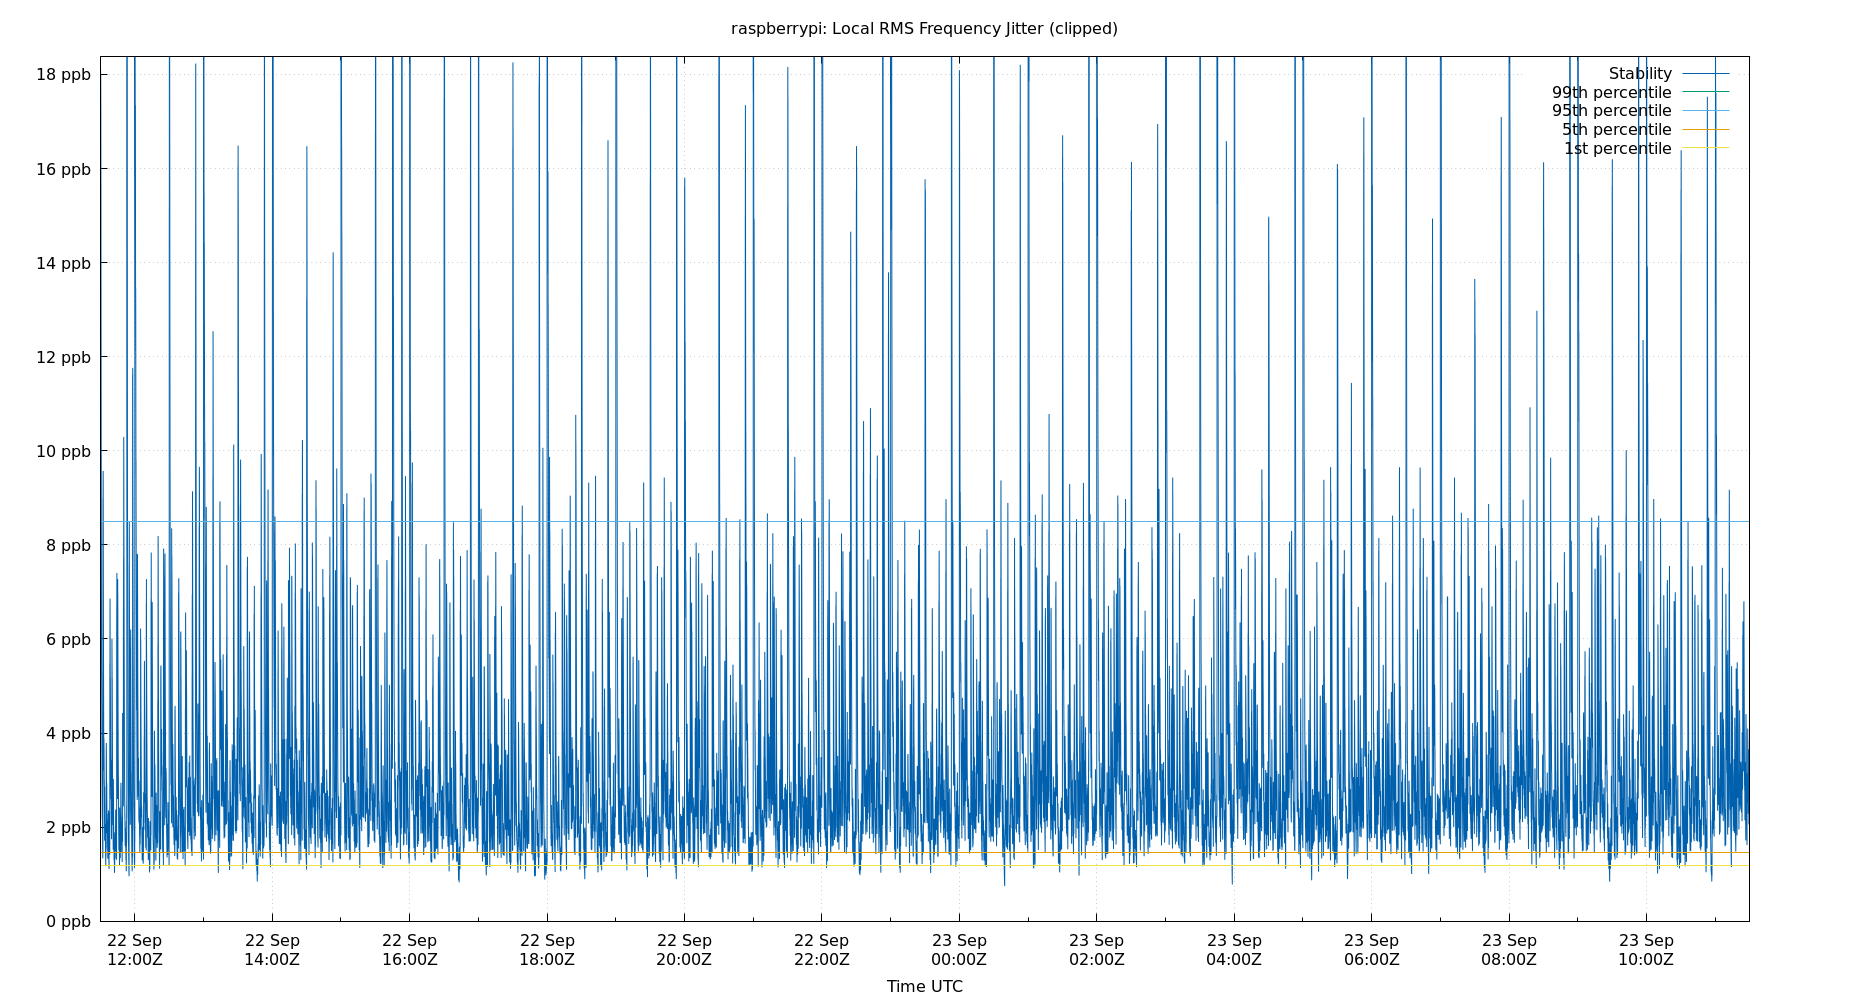 raspberrypi: Local RMS Frequency Jitter (clipped)
18 ppb
16 ppb
14 ppb
12 ppb
10 ppb
8 ppb
6 ppb
4 ppb
2 ppb
0 ppb
Stability
99th percentile
95th percentile
5th percentile
1st percentile
22 Sep 22 Sep 22 Sep 22 Sep 22 Sep 22 Sep 23 Sep 23 Sep 23 Sep 23 Sep 23 Sep 23 Sep
12:00Z 14:00Z 16:00Z 18:00Z 20:00Z 22:00Z 00:00Z 02:00Z 04:00Z 06:00Z 08:00Z 10:00Z
Time UTC